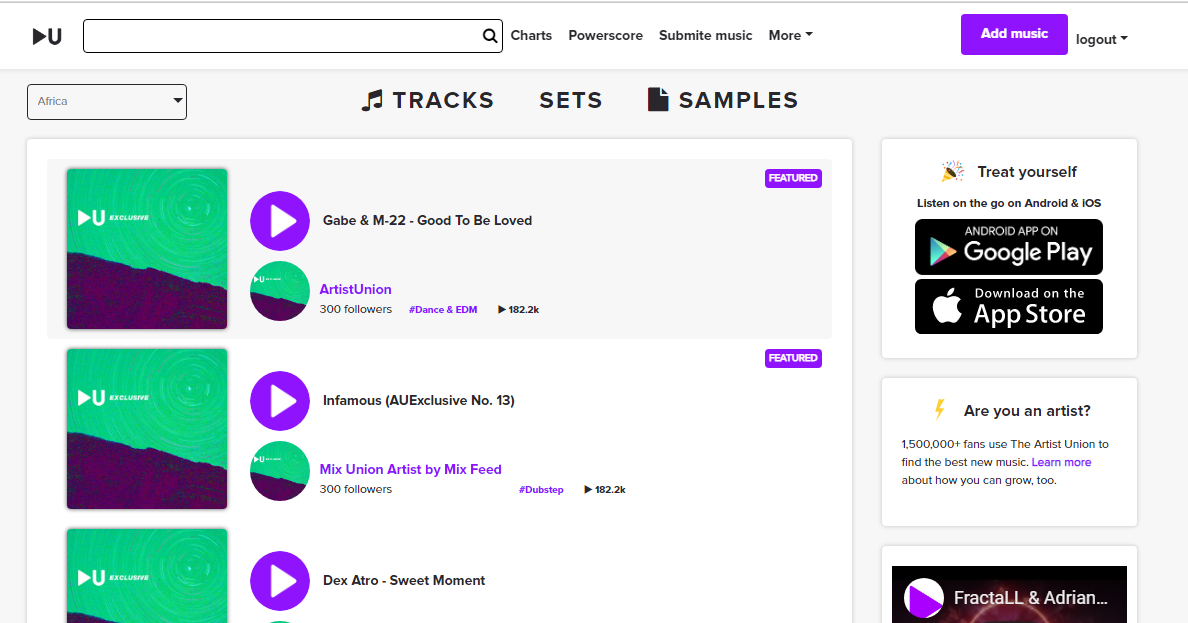 U
Charts Powerscore Submite music More
Add music
logout
Africa
TRACKS SETS SAMPLES
FEATURED
U EXCLUSIVE
Gabe & M-22 - Good To Be Loved
ArtistUnion
300 followers #Dance & EDM 182.2k
FEATURED
U EXCLUSIVE
Infamous (AUExclusive No. 13)
Mix Union Artist by Mix Feed
300 followers #Dubstep 182.2k
U EXCLUSIVE
Dex Atro - Sweet Moment
Treat yourself
Listen on the go on Android & iOS
ANDROID APP ON
Google Play
Download on the
App Store
Are you an artist?
1,500,000+ fans use The Artist Union to
find the best new music. Learn more
about how you can grow, too.
FractaLL & Adrian...